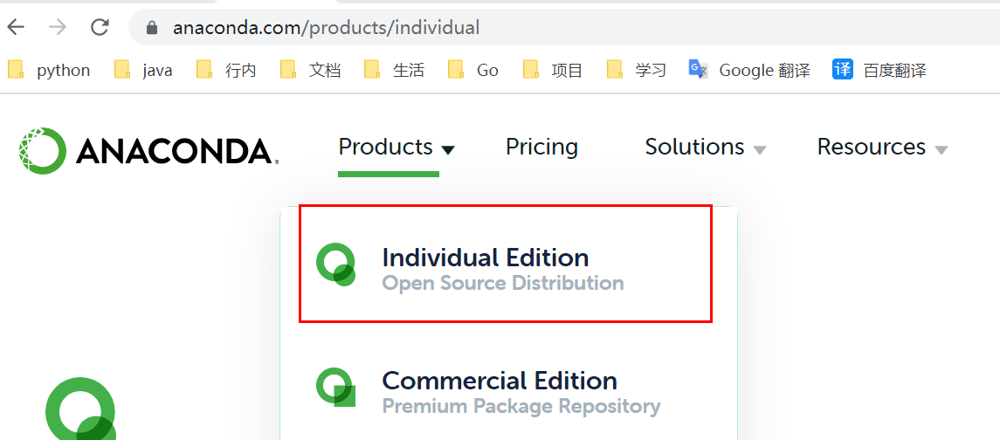 anaconda.com/products/individual
python java 行内 文档 生活 Go 项目 学习 Google 翻译 译 百度翻译
ANACONDA. Products Pricing Solutions Resources
Individual Edition
Open Source Distribution
Commercial Edition
Premium Package Repository